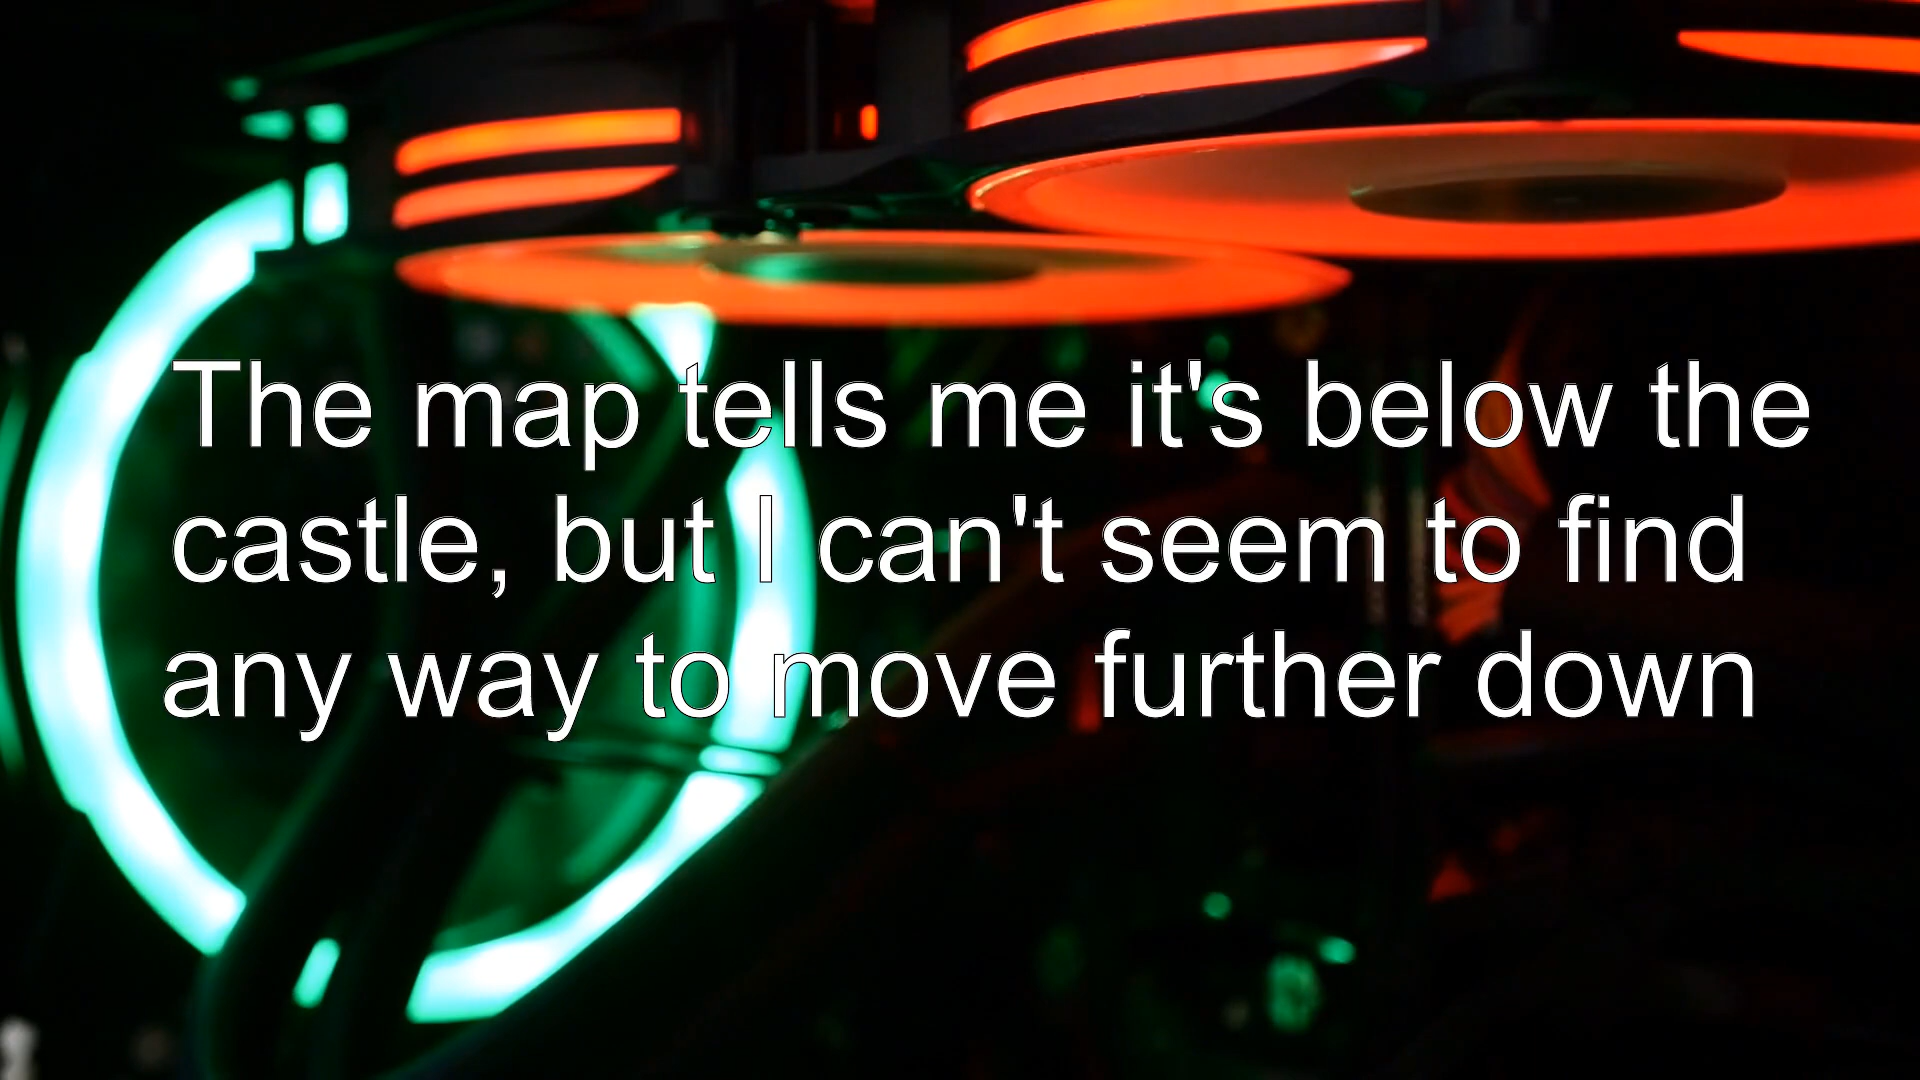 The map tells me it's below the
castle, but I can't seem to find
any way to move further down